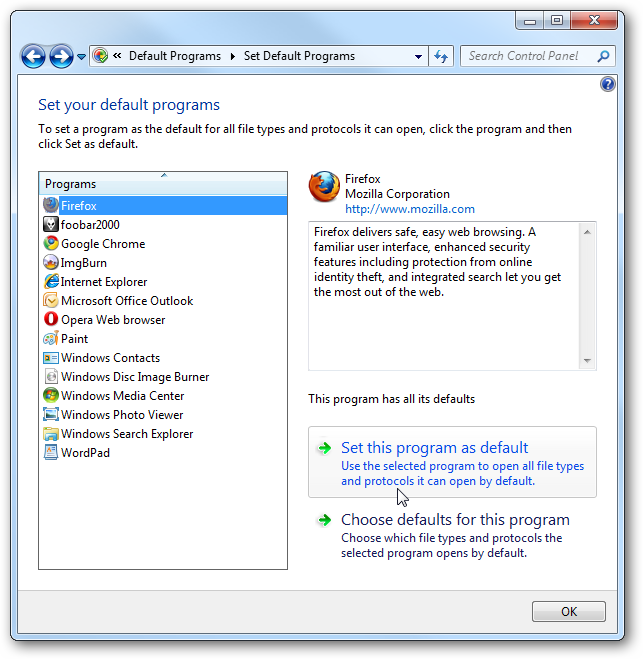 « Default Programs Set Default Programs
Search Control Panel
Set your default programs
To set a program as the default for all file types and protocols it can open, click the program and then
click Set as default.
Programs
Firefox
foobar2000
Google Chrome
ImgBurn
Internet Explorer
Microsoft Office Outlook
Opera Web browser
Paint
Windows Contacts
Windows Disc Image Burner
Windows Media Center
Windows Photo Viewer
Windows Search Explorer
WordPad
Firefox
Mozilla Corporation
http://www.mozilla.com
Firefox delivers safe, easy web browsing. A
familiar user interface, enhanced security
features including protection from online
identity theft, and integrated search let you get
the most out of the web.
This program has all its defaults
Set this program as default
Use the selected program to open all file types
and protocols it can open by default.
Choose defaults for this program
Choose which file types and protocols the
selected program opens by default.
OK